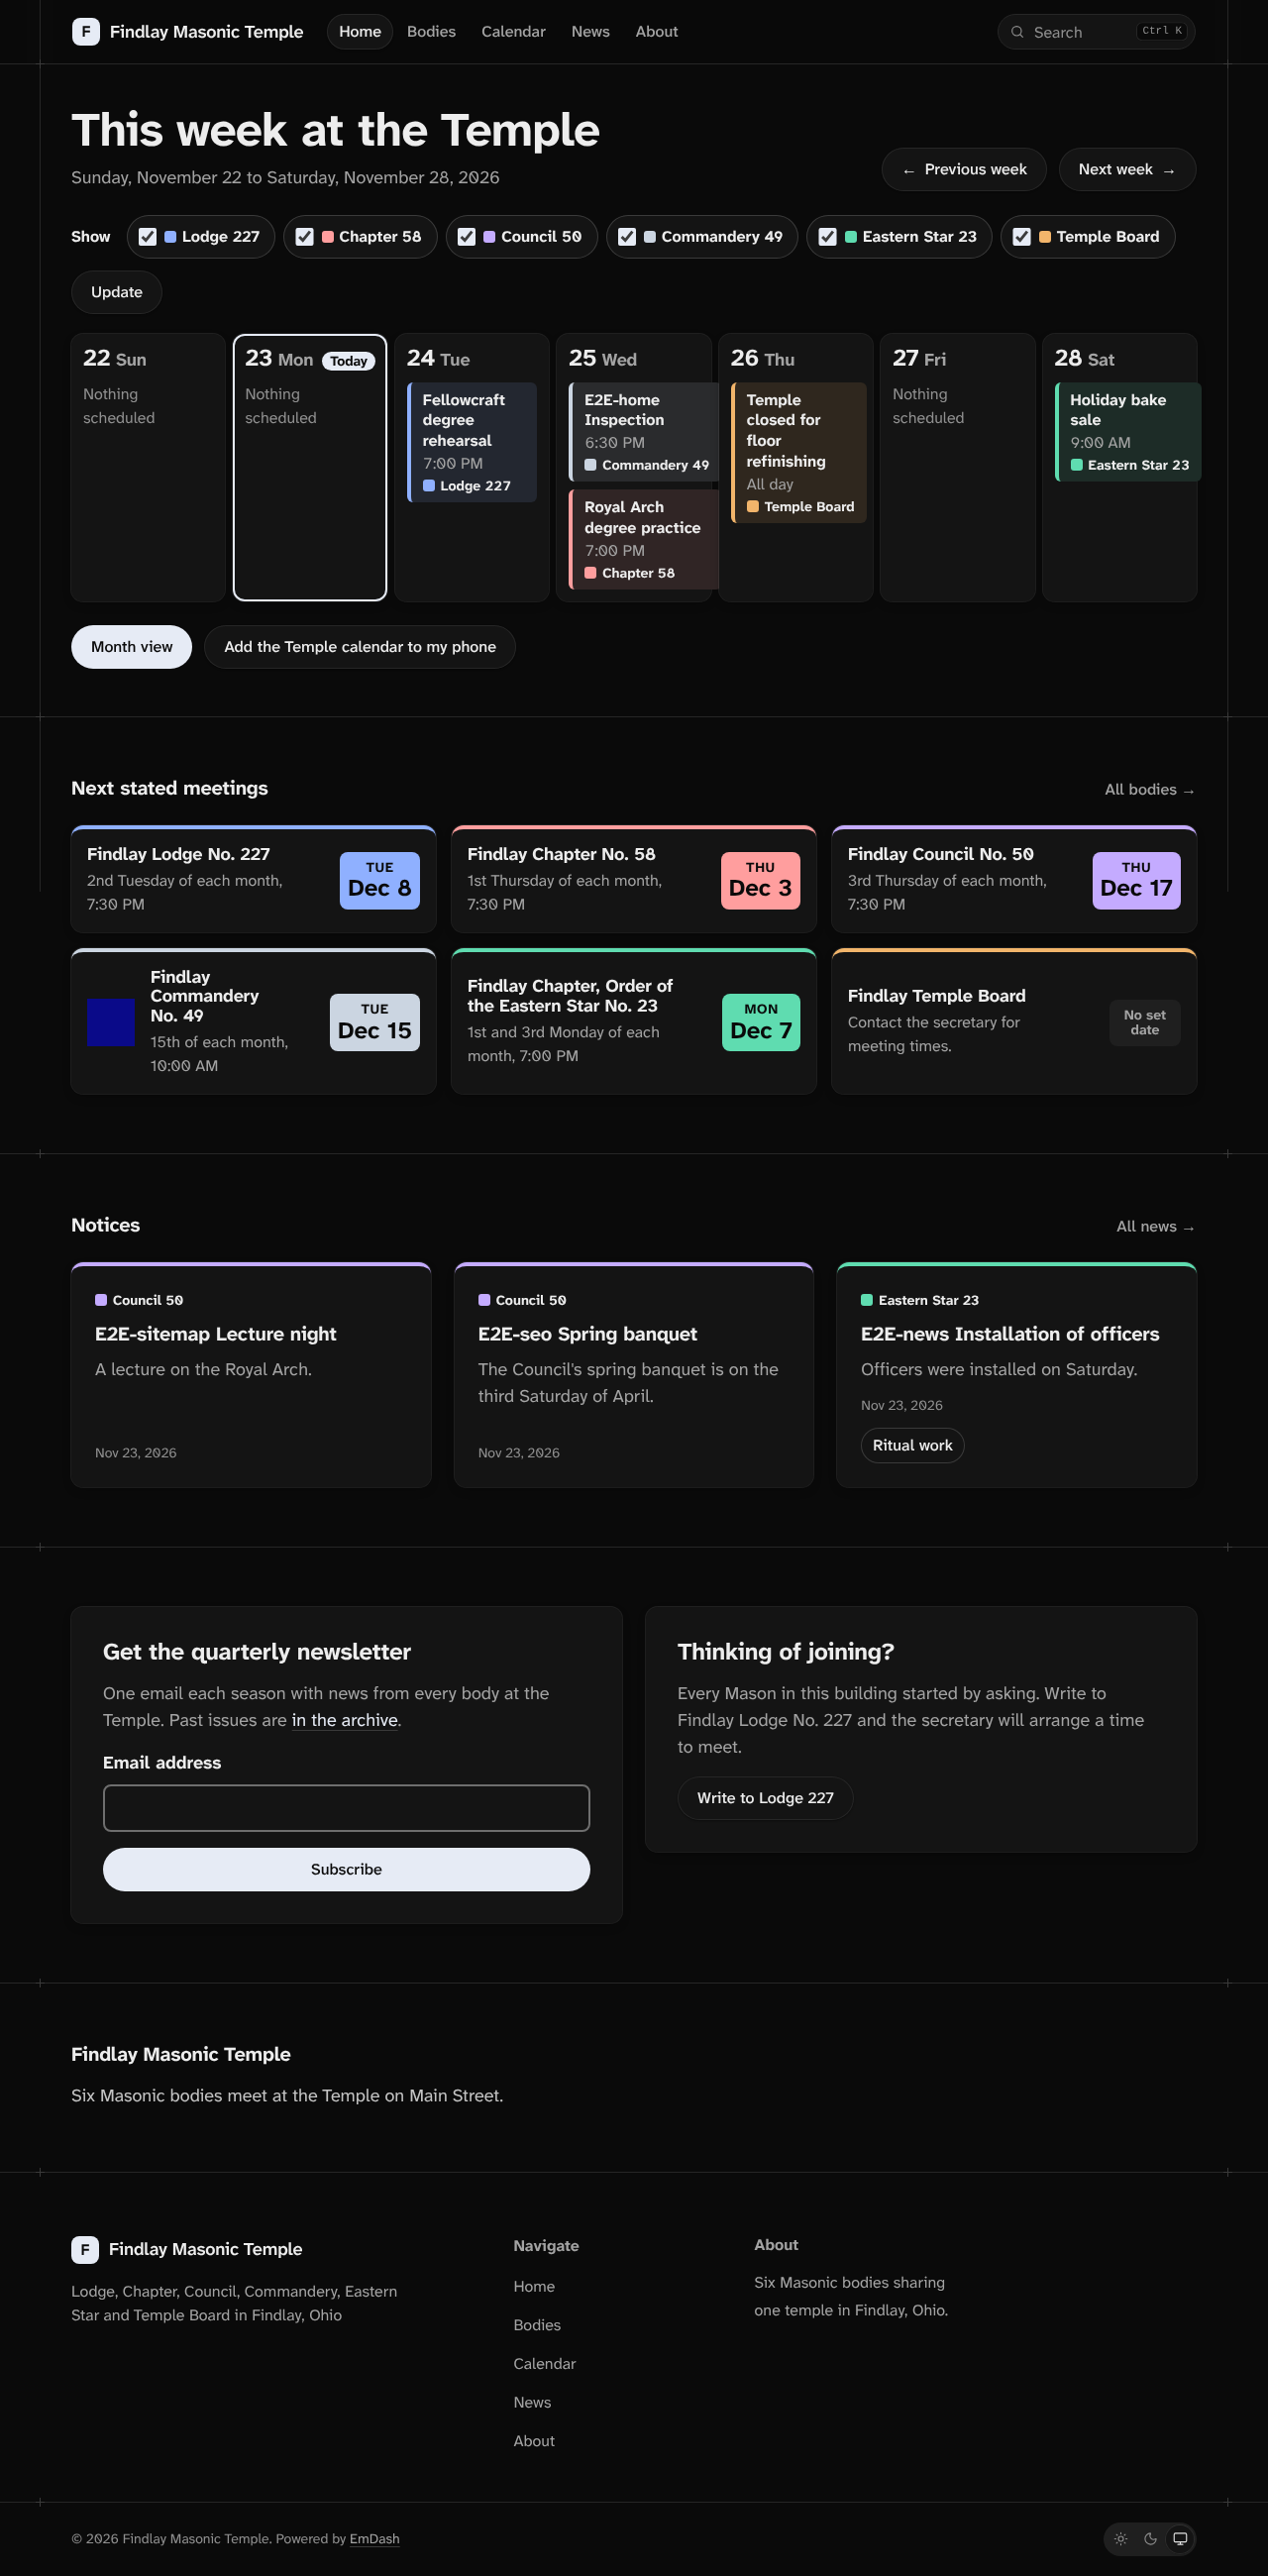 F Findlay Masonic Temple Home Bodies Calendar News About Search Ctrl K
This week at the Temple
Sunday, November 22 to Saturday, November 28, 2026
← Previous week Next week →
Show Lodge 227 Chapter 58 Council 50 Commandery 49 Eastern Star 23 Temple Board
Update
22 Sun
Nothing
scheduled
23 Mon Today
Nothing
scheduled
24 Tue
Fellowcraft
degree
rehearsal
7:00 PM
Lodge 227
25 Wed
E2E-home
Inspection
6:30 PM
Commandery 49
Royal Arch
degree practice
7:00 PM
Chapter 58
26 Thu
Temple
closed for
floor
refinishing
All day
Temple Board
27 Fri
Nothing
scheduled
28 Sat
Holiday bake
sale
9:00 AM
Eastern Star 23
Month view Add the Temple calendar to my phone
Next stated meetings All bodies →
Findlay Lodge No. 227
2nd Tuesday of each month,
7:30 PM
TUE
Dec 8
Findlay Chapter No. 58
1st Thursday of each month,
7:30 PM
THU
Dec 3
Findlay Council No. 50
3rd Thursday of each month,
7:30 PM
THU
Dec 17
Findlay
Commandery
No. 49
15th of each month,
10:00 AM
TUE
Dec 15
Findlay Chapter, Order of
the Eastern Star No. 23
1st and 3rd Monday of each
month, 7:00 PM
MON
Dec 7
Findlay Temple Board
Contact the secretary for
meeting times.
No set
date
Notices All news →
Council 50
E2E-sitemap Lecture night
A lecture on the Royal Arch.
Nov 23, 2026
Council 50
E2E-seo Spring banquet
The Council's spring banquet is on the
third Saturday of April.
Nov 23, 2026
Eastern Star 23
E2E-news Installation of officers
Officers were installed on Saturday.
Nov 23, 2026
Ritual work
Get the quarterly newsletter
One email each season with news from every body at the
Temple. Past issues are in the archive.
Email address
Subscribe
Thinking of joining?
Every Mason in this building started by asking. Write to
Findlay Lodge No. 227 and the secretary will arrange a time
to meet.
Write to Lodge 227
Findlay Masonic Temple
Six Masonic bodies meet at the Temple on Main Street.
F Findlay Masonic Temple
Lodge, Chapter, Council, Commandery, Eastern
Star and Temple Board in Findlay, Ohio
Navigate
Home
Bodies
Calendar
News
About
About
Six Masonic bodies sharing
one temple in Findlay, Ohio.
© 2026 Findlay Masonic Temple. Powered by EmDash